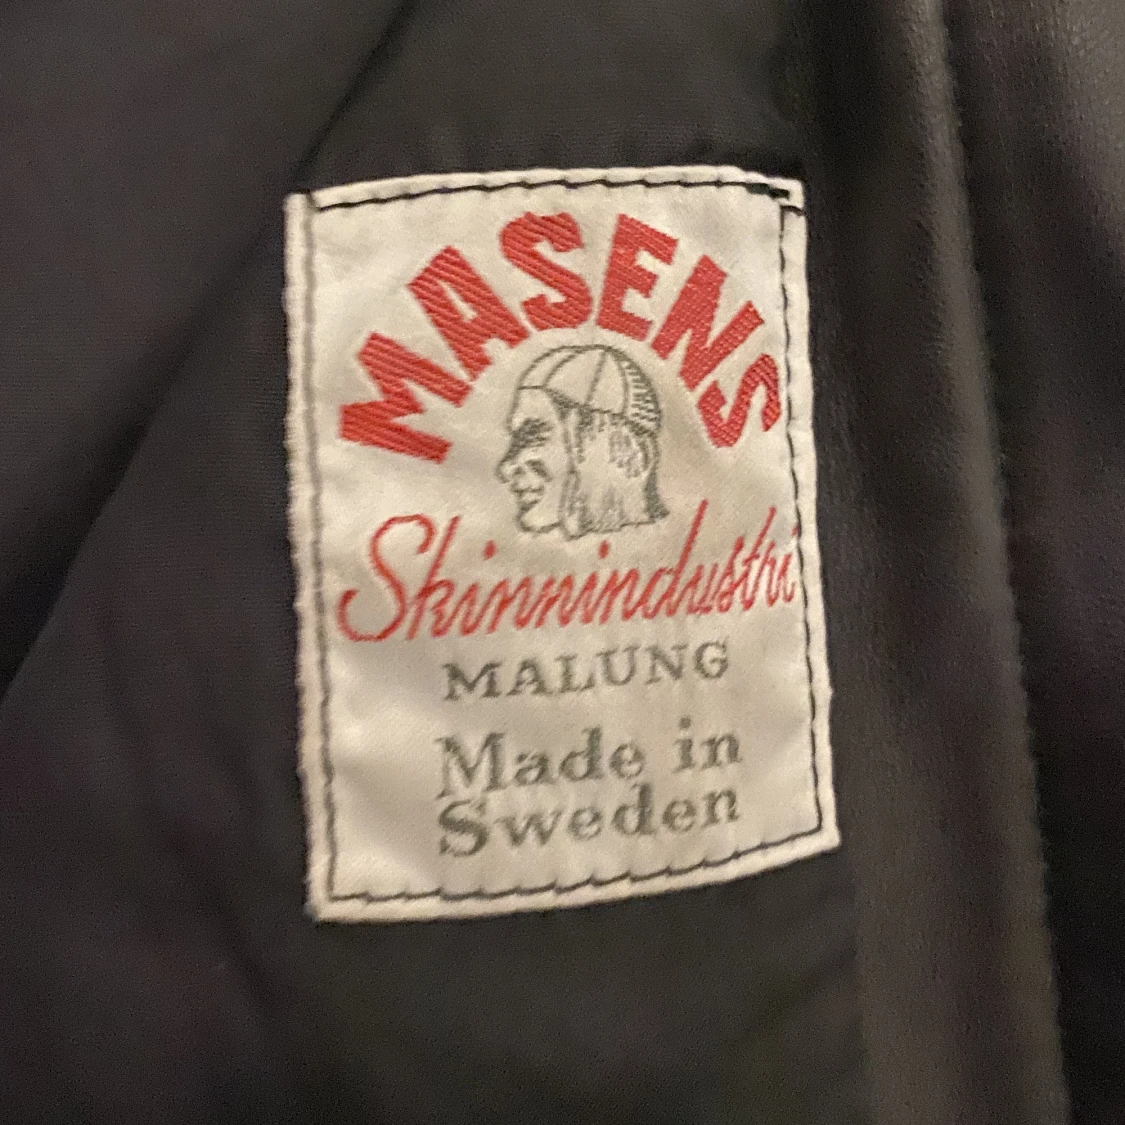 MASENS
Skinnindustri
MALUNG
Made in
Sweden